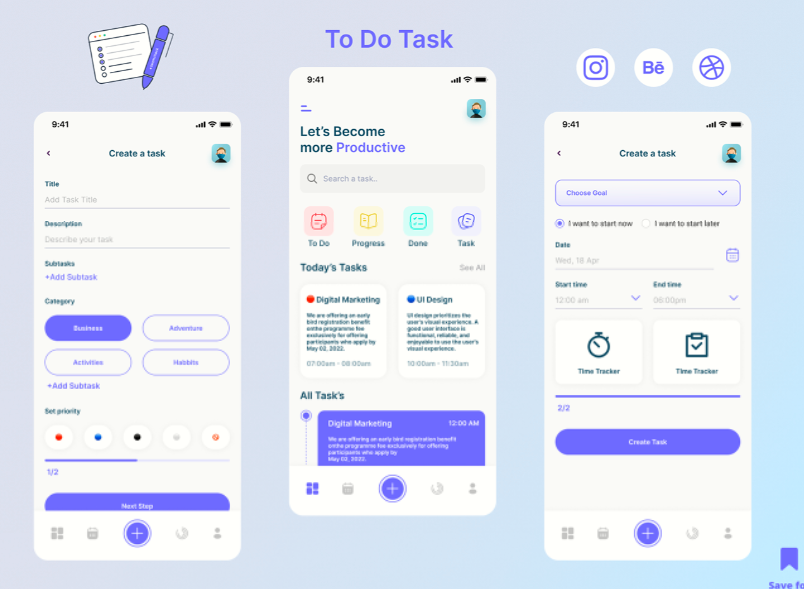 To Do Task
Bē
9:41
Create a task
Title
Add Task Title
Description
Describe your task
Subtasks
+Add Subtask
Category
Business
Adventure
Activities
Habbits
+Add Subtask
Set priority
1/2
Next Step
9:41
Let's Become
more Productive
Search a task..
To Do
Progress
Done
Task
Today's Tasks
See All
Digital Marketing
We are offering an early
bird registration benefit
onthe programme fee
exclusively for offering
participants who apply by
May 02, 2022.
07:00am - 08:00am
UI Design
UI design prioritizes the
user's visual experience. A
good user interface is
functional, reliable, and
enjoyable to use the user's
visual experience.
10:00am - 11:30am
All Task's
Digital Marketing
12:00 AM
We are offering an early bird registration benefit
onthe programme fee exclusively for offering
participants who apply by
May 02, 2022.
9:41
Create a task
Choose Goal
I want to start now
I want to start later
Date
Wed, 18 Apr
Start time
End time
12:00 am
06:00pm
Time Tracker
Time Tracker
2/2
Create Task
Save fo